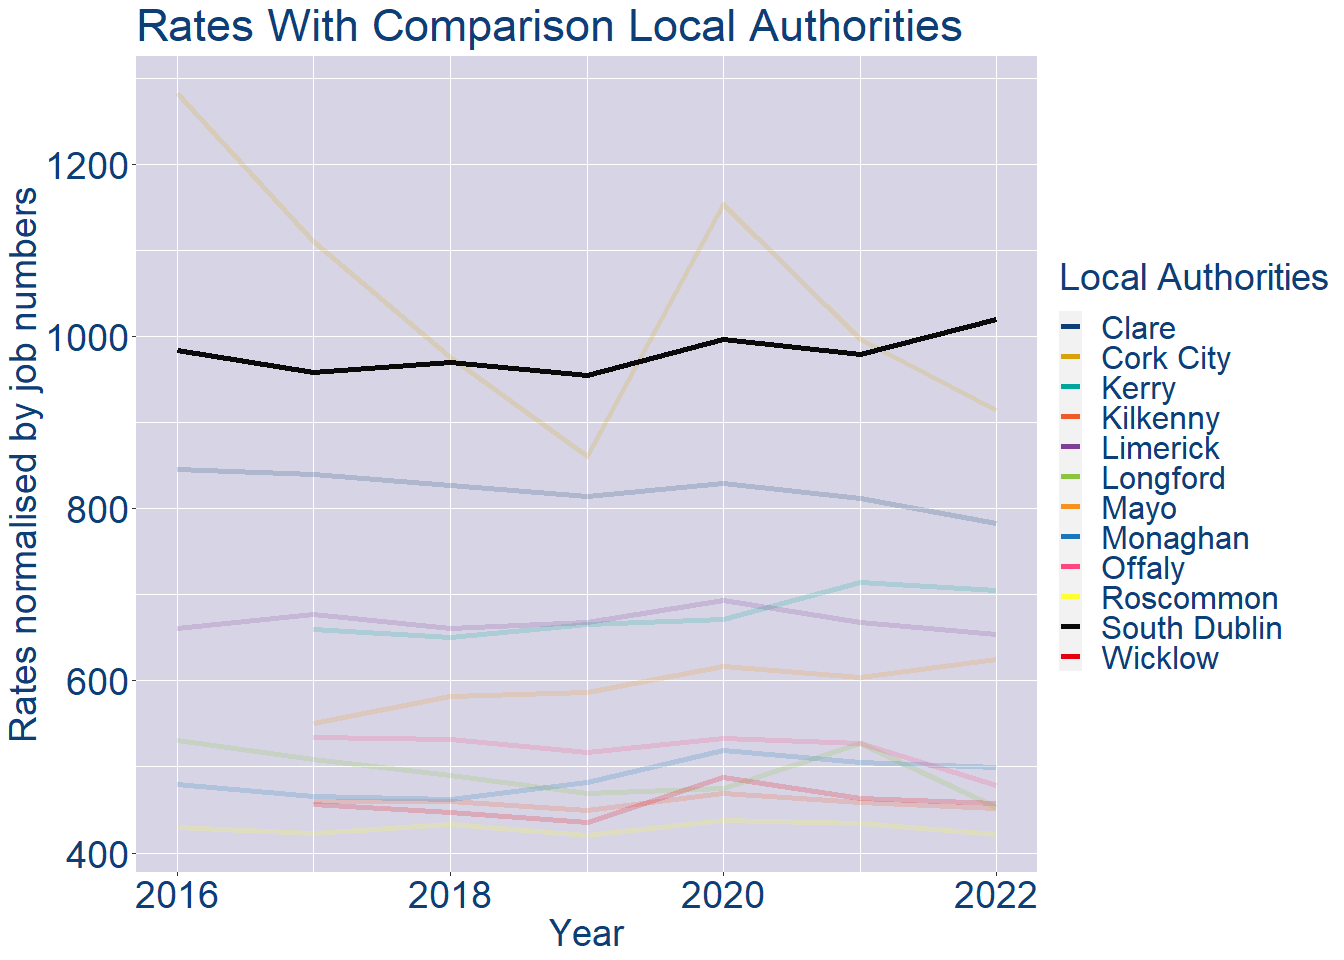 Rates With Comparison Local Authorities
Rates normalised by job numbers
1200
1000
800
600
400
2016
2018
2020
2022
Year
Local Authorities
Clare
Cork City
Kerry
Kilkenny
Limerick
Longford
Mayo
Monaghan
Offaly
Roscommon
South Dublin
Wicklow